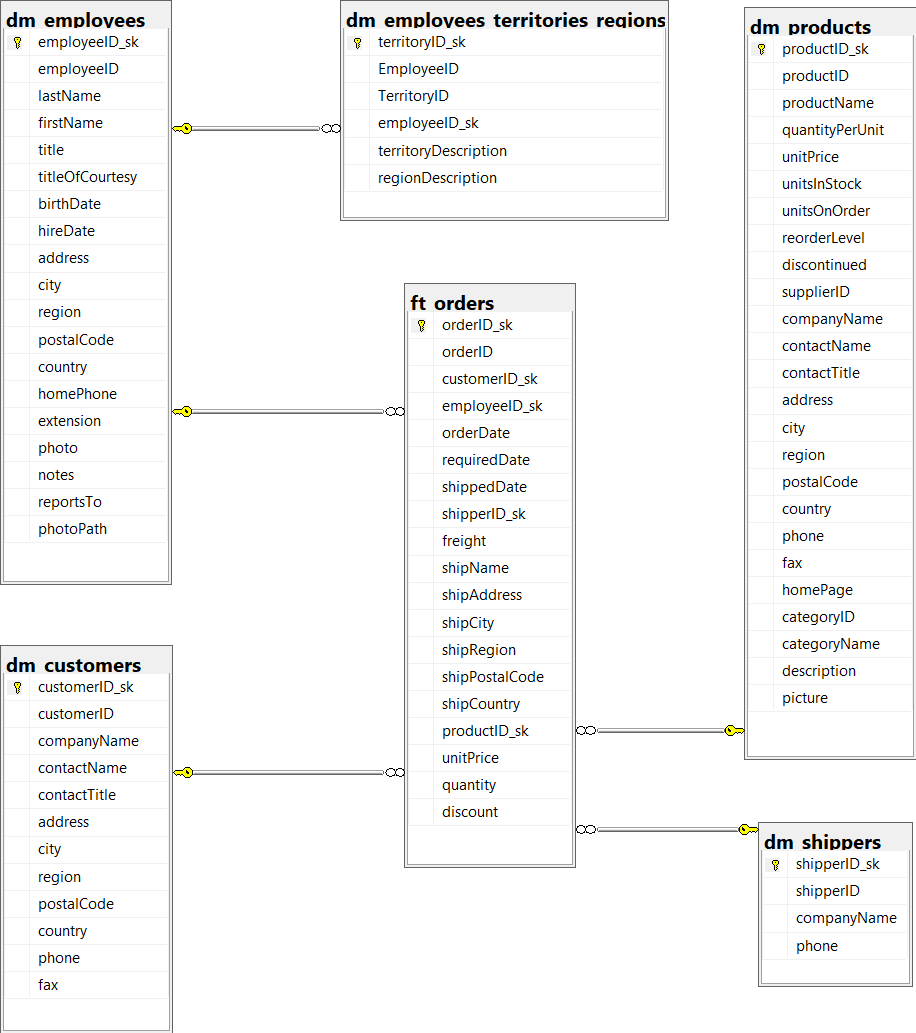 dm_employees
employeeID_sk
employeeID
lastName
firstName
title
titleOfCourtesy
birthDate
hireDate
address
city
region
postalCode
country
homePhone
extension
photo
notes
reportsTo
photoPath
dm_employees_territories_regions
territoryID_sk
EmployeeID
TerritoryID
employeeID_sk
territoryDescription
regionDescription
dm_products
productID_sk
productID
productName
quantityPerUnit
unitPrice
unitsInStock
unitsOnOrder
reorderLevel
discontinued
supplierID
companyName
contactName
contactTitle
address
city
region
postalCode
country
phone
fax
homePage
categoryID
categoryName
description
picture
ft_orders
orderID_sk
orderID
customerID_sk
employeeID_sk
orderDate
requiredDate
shippedDate
shipperID_sk
freight
shipName
shipAddress
shipCity
shipRegion
shipPostalCode
shipCountry
productID_sk
unitPrice
quantity
discount
dm_customers
customerID_sk
customerID
companyName
contactName
contactTitle
address
city
region
postalCode
country
phone
fax
dm_shippers
shipperID_sk
shipperID
companyName
phone